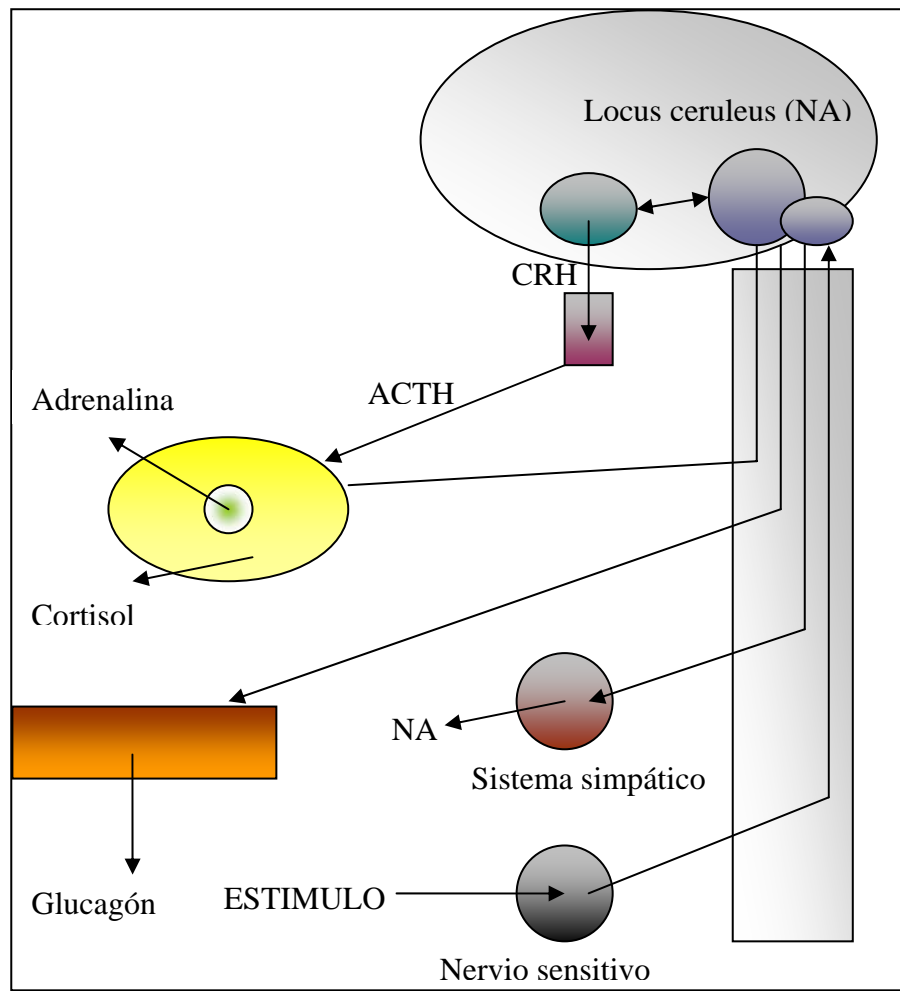 Locus ceruleus (NA)
CRH
ACTH
Adrenalina
Cortisol
NA
Sistema simpático
Glucagón
ESTIMULO
Nervio sensitivo